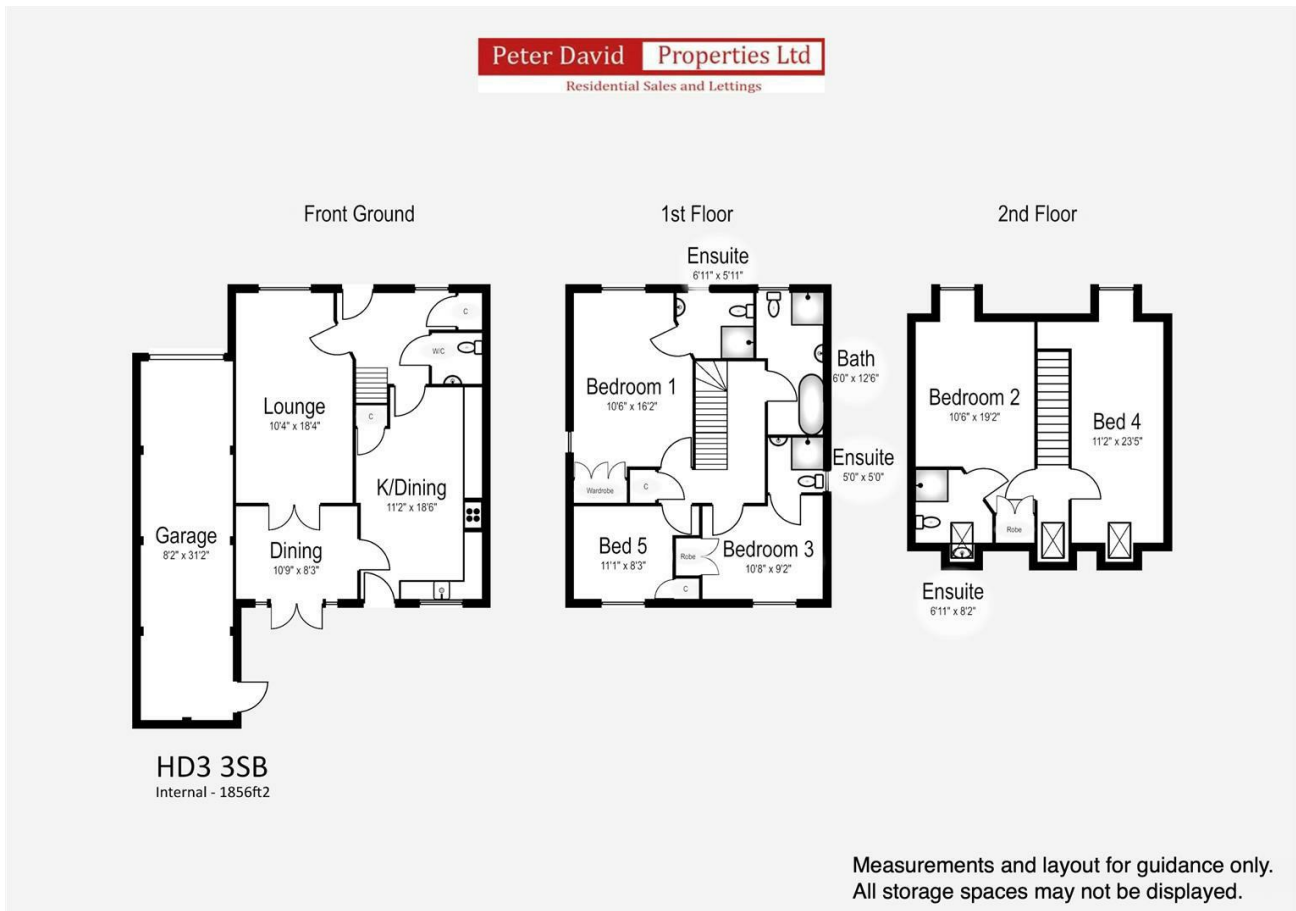 Peter David Properties Ltd
Residential Sales and Lettings
Front Ground
C
W/C
Lounge
10'4" x 18'4"
C
K/Dining
11'2" x 18'6"
Garage
8'2" x 31'2"
Dining
10'9" x 8'3"
HD3 3SB
Internal - 1856ft2
1st Floor
Ensuite
6'11" x 5'11"
Bath
6'0" x 12'6"
Bedroom 1
10'6" x 16'2"
Ensuite
5'0" x 5'0"
Wardrobe
C
Bed 5
11'1" x 8'3"
Robe
Bedroom 3
10'8" x 9'2"
C
2nd Floor
Bedroom 2
10'6" x 19'2"
Bed 4
11'2" x 23'5"
Robe
Ensuite
6'11" x 8'2"
Measurements and layout for guidance only.
All storage spaces may not be displayed.